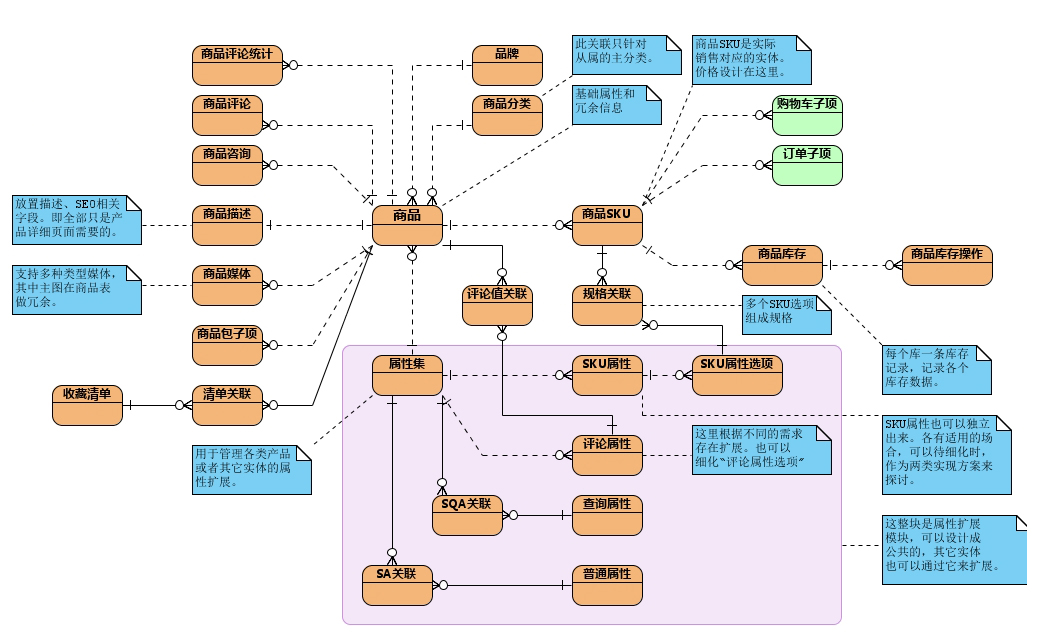 商品评论统计
品牌
此关联只针对
从属的主分类。
商品SKU是实际
销售对应的实体。
价格设计在这里。
商品评论
商品分类
基础属性和
冗余信息
购物车子项
商品咨询
订单子项
放置描述、SEO相关
字段。即全部只是产
品详细页面需要的。
商品描述
商品
商品SKU
商品库存
商品库存操作
支持多种类型媒体，
其中主图在商品表
做冗余。
商品媒体
评论值关联
规格关联
多个SKU选项
组成规格
商品包子项
每个库一条库存
记录，记录各个
库存数据。
属性集
SKU属性
SKU属性选项
收藏清单
清单关联
SKU属性也可以独立
出来。各有适用的场
合，可以待细化时，
作为两类实现方案来
探讨。
用于管理各类产品
或者其它实体的属
性扩展。
评论属性
这里根据不同的需求
存在扩展。也可以
细化“评论属性选项”
SQA关联
查询属性
这整块是属性扩展
模块，可以设计成
公共的，其它实体
也可以通过它来扩展。
SA关联
普通属性